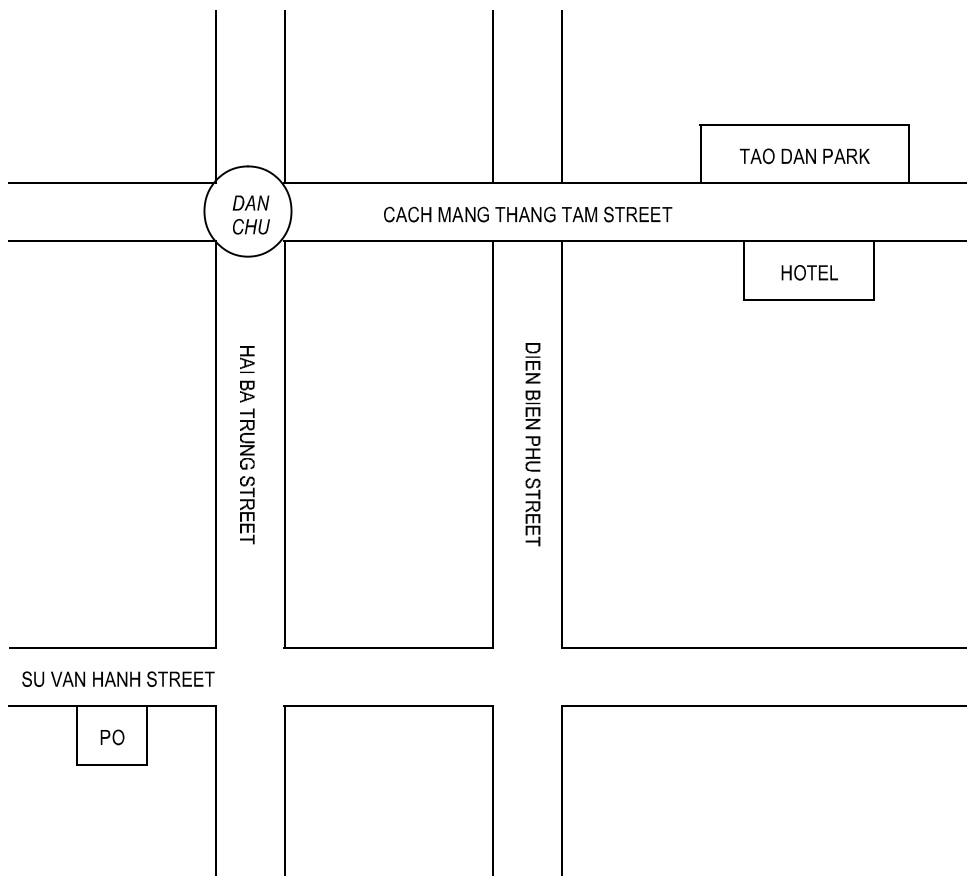 TAO DAN PARK
DAN
CHU
CACH MANG THANG TAM STREET
HOTEL
HAI BA TRUNG STREET
DIEN BIEN PHU STREET
SU VAN HANH STREET
PO